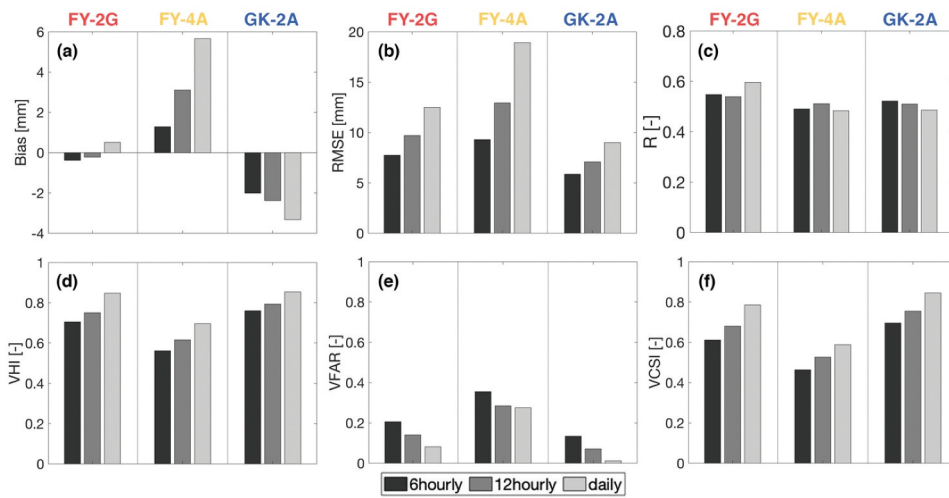 FY-2G FY-4A GK-2A
FY-2G FY-4A GK-2A
FY-2G FY-4A GK-2A
(a)
Bias [mm]
6
4
2
0
-2
-4
(b)
RMSE [mm]
20
15
10
5
0
(c)
R [-]
0.8
0.6
0.4
0.2
0
(d)
VHI [-]
1
0.8
0.6
0.4
0.2
0
(e)
VFAR [-]
1
0.8
0.6
0.4
0.2
0
(f)
VCSI [-]
1
0.8
0.6
0.4
0.2
0
6hourly 12hourly daily